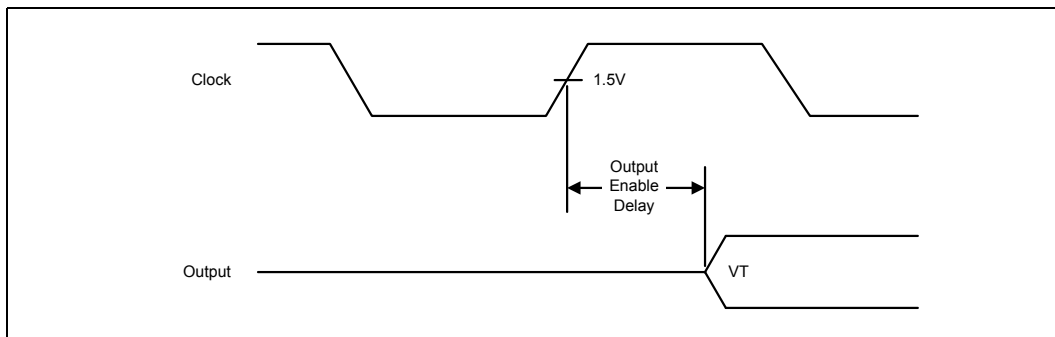 Clock
1.5V
Output
Enable
Delay
Output
VT